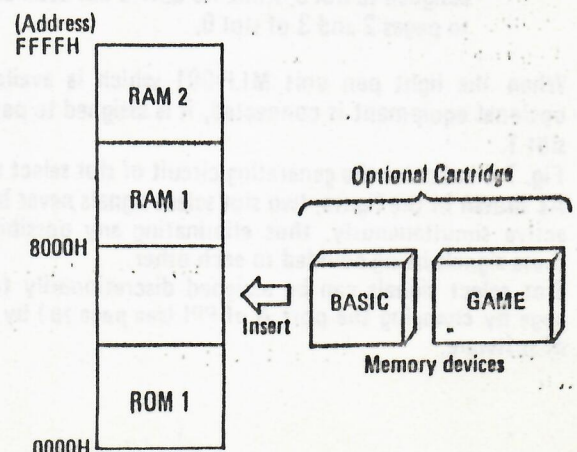 (Address)
FFFFH
RAM 2
RAM 1
Optional Cartridge
8000H
BASIC
GAME
Insert
Memory devices
ROM 1
0000H